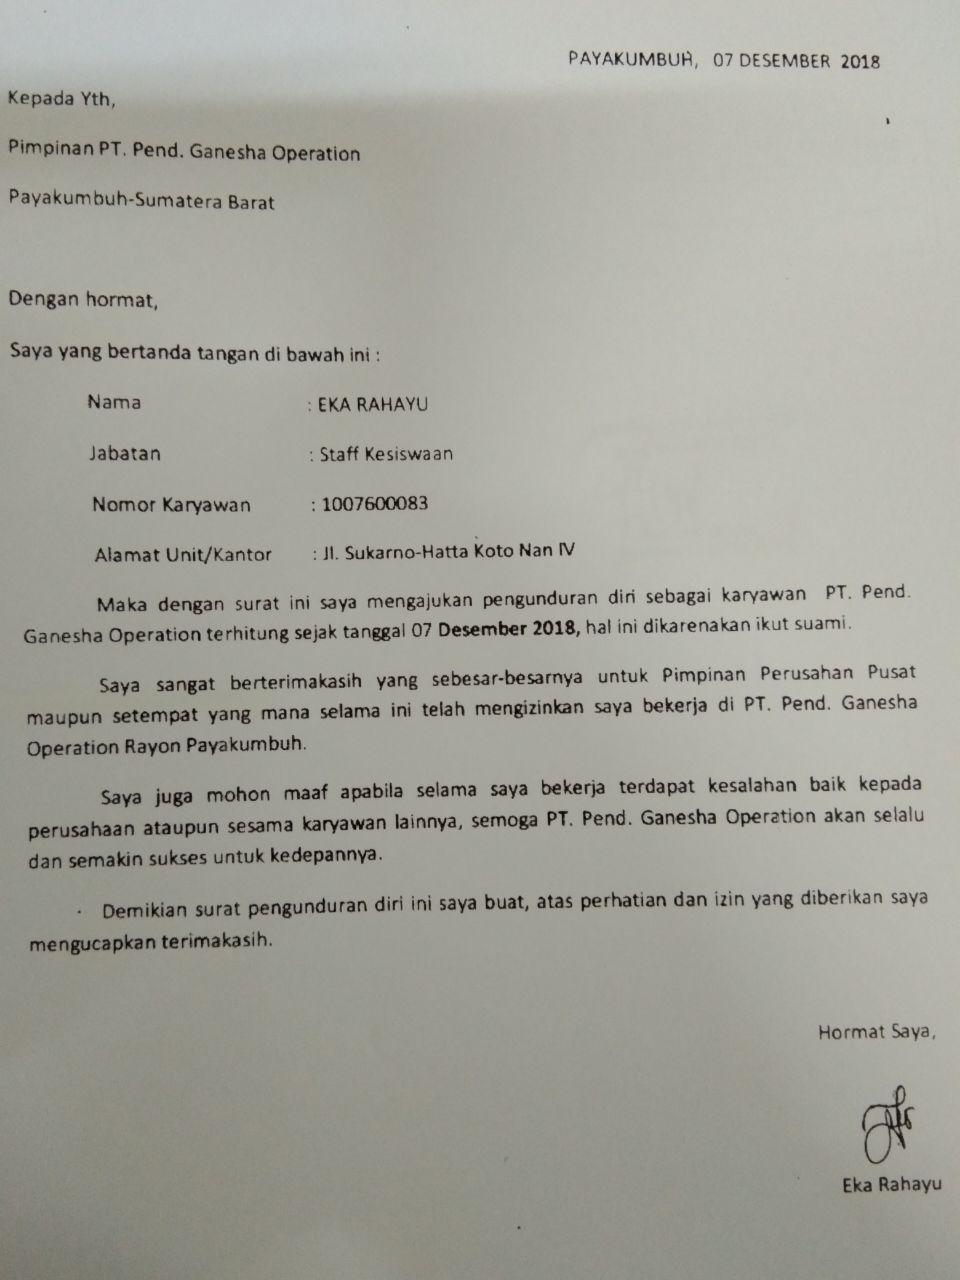 PAYAKUMBUH, 07 DESEMBER 2018
Kepada Yth,
Pimpinan PT. Pend. Ganesha Operation
Payakumbuh-Sumatera Barat
Dengan hormat,
Saya yang bertanda tangan di bawah ini :
Nama : EKA RAHAYU
Jabatan : Staff Kesiswaan
Nomor Karyawan : 1007600083
Alamat Unit/Kantor : Jl. Sukarno-Hatta Koto Nan IV
Maka dengan surat ini saya mengajukan pengunduran diri sebagai karyawan PT. Pend.
Ganesha Operation terhitung sejak tanggal 07 Desember 2018, hal ini dikarenakan ikut suami.
Saya sangat berterimakasih yang sebesar-besarnya untuk Pimpinan Perusahan Pusat
maupun setempat yang mana selama ini telah mengizinkan saya bekerja di PT. Pend. Ganesha
Operation Rayon Payakumbuh.
Saya juga mohon maaf apabila selama saya bekerja terdapat kesalahan baik kepada
perusahaan ataupun sesama karyawan lainnya, semoga PT. Pend. Ganesha Operation akan selalu
dan semakin sukses untuk kedepannya.
Demikian surat pengunduran diri ini saya buat, atas perhatian dan izin yang diberikan saya
mengucapkan terimakasih.
Hormat Saya,
Eka Rahayu